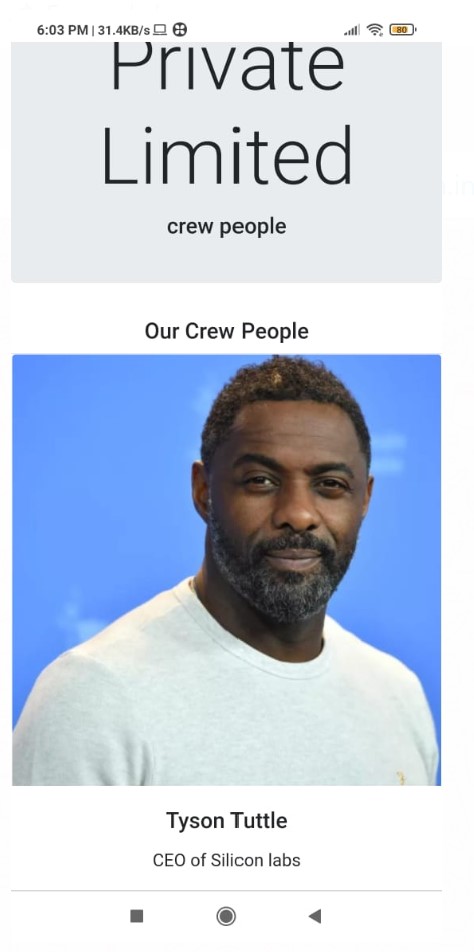 6:03 PM | 31.4KB/s
80
Private
Limited
crew people
Our Crew People
Tyson Tuttle
CEO of Silicon labs